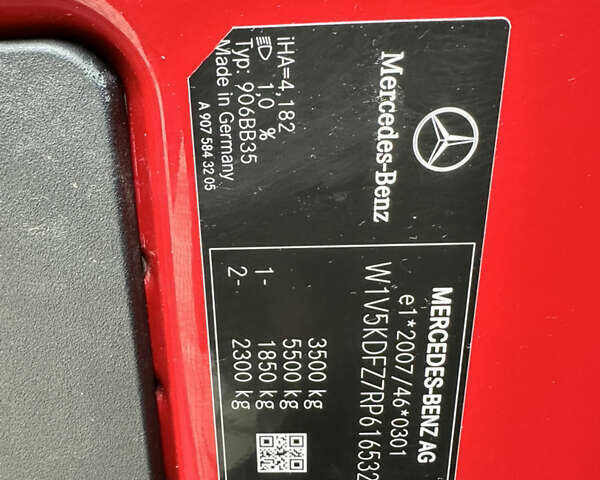 Mercedes-Benz
iHA=4,182
1,0 %
Typ: 906BB35
Made in Germany
A 907 584 32 05
MERCEDES-BENZ AG
e1*2007/46*0301
W1V5KDFZ7RP616532
3500 kg
5500 kg
1- 1850 kg
2- 2300 kg